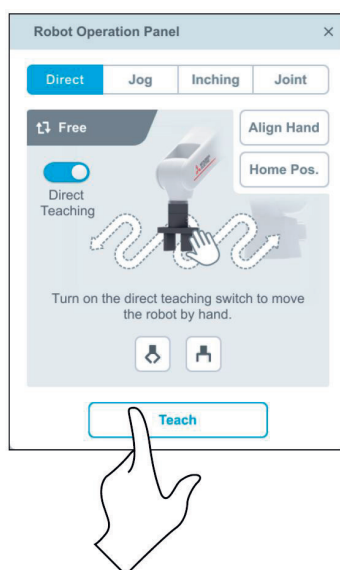 Robot Operation Panel
Direct
Jog
Inching
Joint
Free
Align Hand
Home Pos.
Direct
Teaching
Turn on the direct teaching switch to move
the robot by hand.
Teach